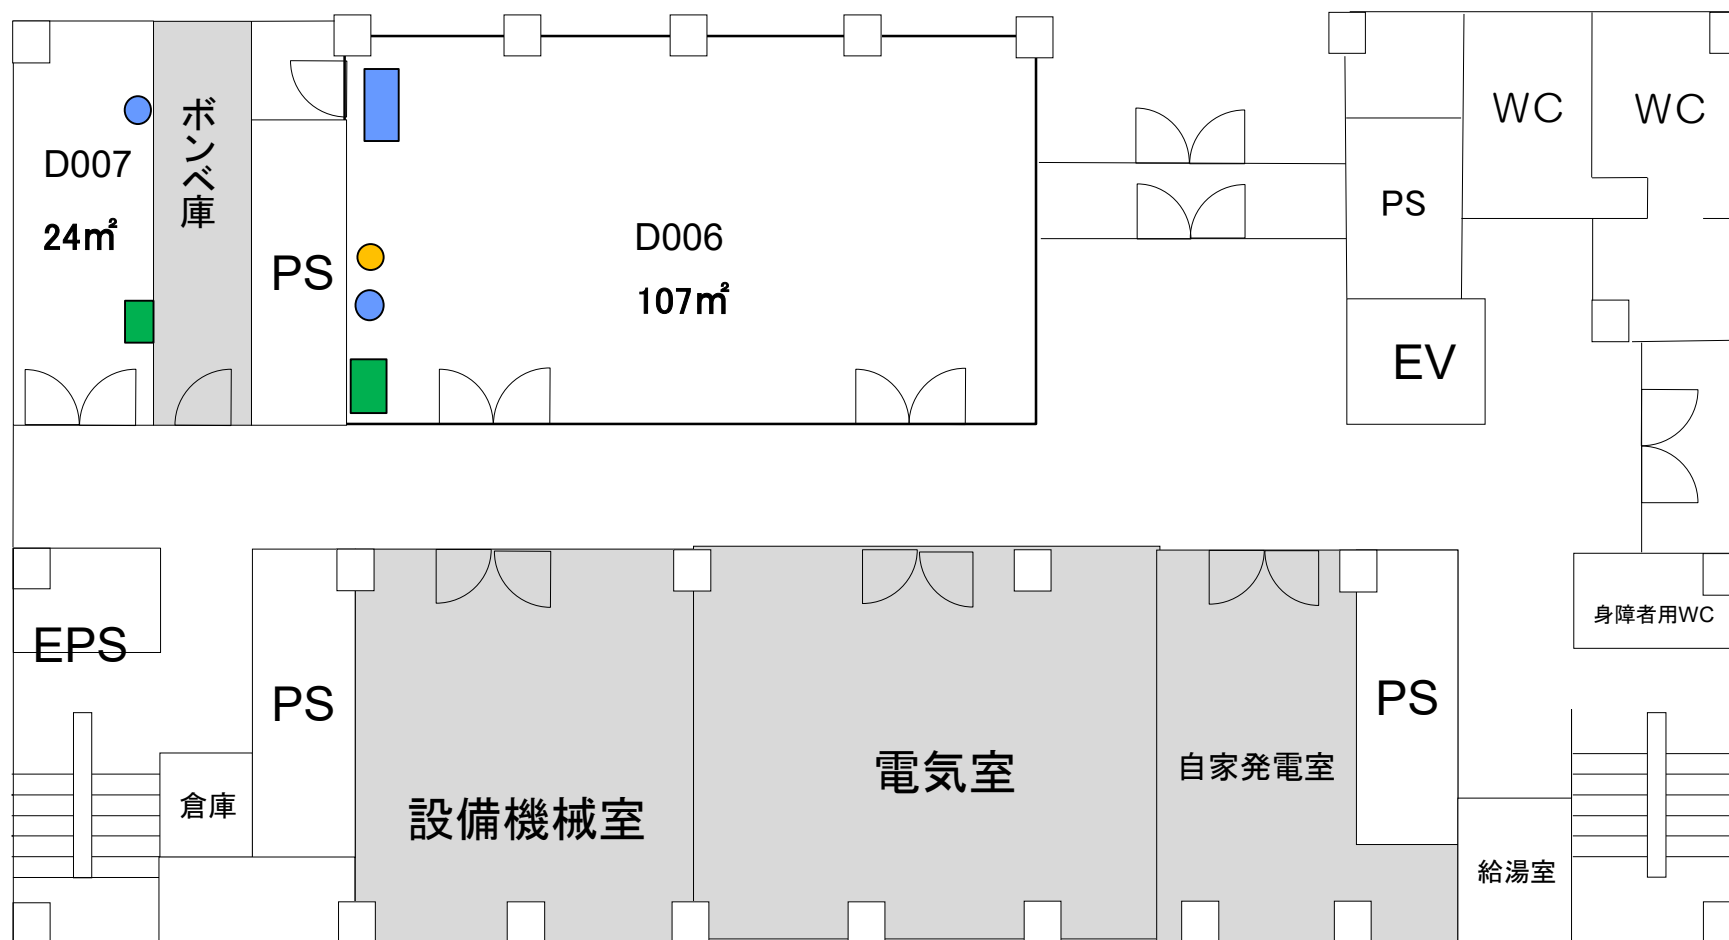 WC
WC
ボンベ庫
D007
PS
24㎡
D006
PS
107㎡
EV
身障者用WC
EPS
PS
PS
電気室
自家発電室
倉庫
設備機械室
給湯室